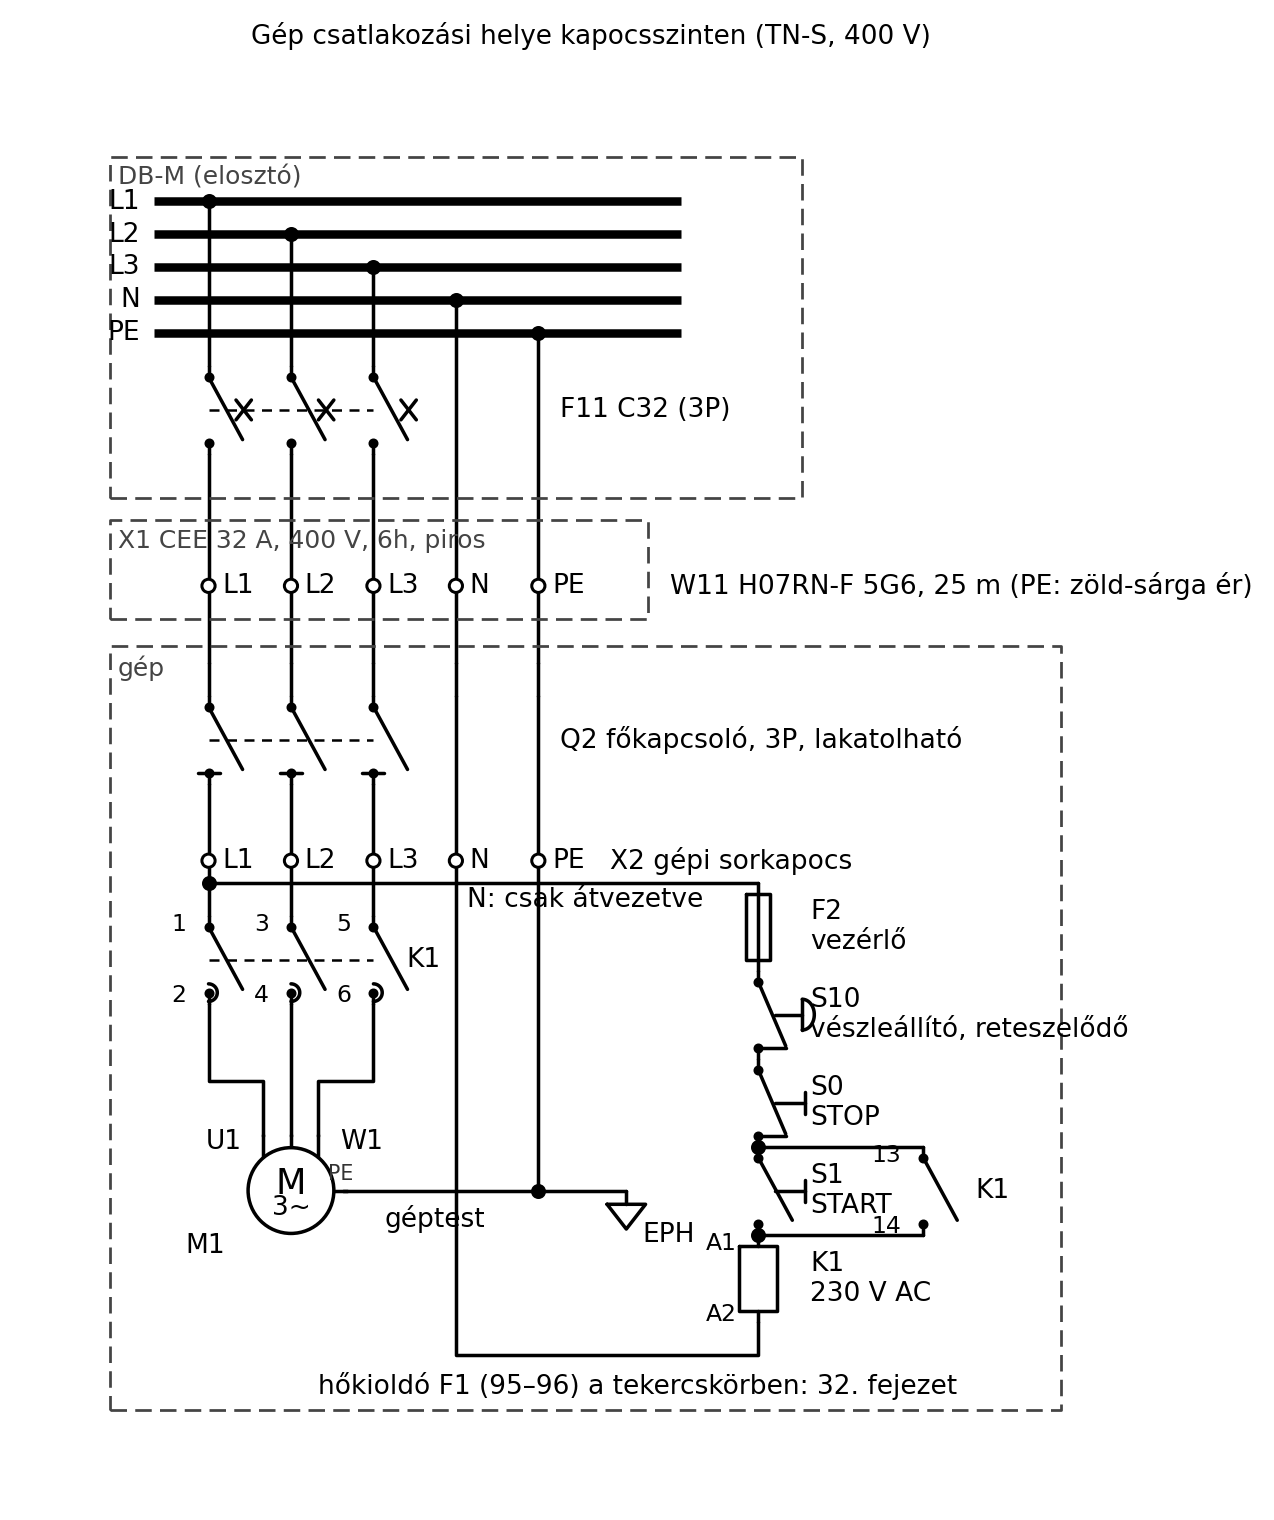 Gép csatlakozási helye kapocsszinten (TN-S, 400 V)
DB-M (elosztó)
L1
L2
L3
N
PE
F11 C32 (3P)
X1 CEE 32 A, 400 V, 6h, piros
L1 L2 L3 N PE
W11 H07RN-F 5G6, 25 m (PE: zöld-sárga ér)
gép
Q2 főkapcsoló, 3P, lakatolható
L1 L2 L3 N PE X2 gépi sorkapocs
N: csak átvezetve
1 3 5
K1
2 4 6
F2
vezérlő
S10
vészleállító, reteszelődő
S0
STOP
13
S1
START
K1
14
U1 W1
PE
M
3~
géptest
M1
EPH
A1
K1
230 V AC
A2
hőkioldó F1 (95–96) a tekercskörben: 32. fejezet